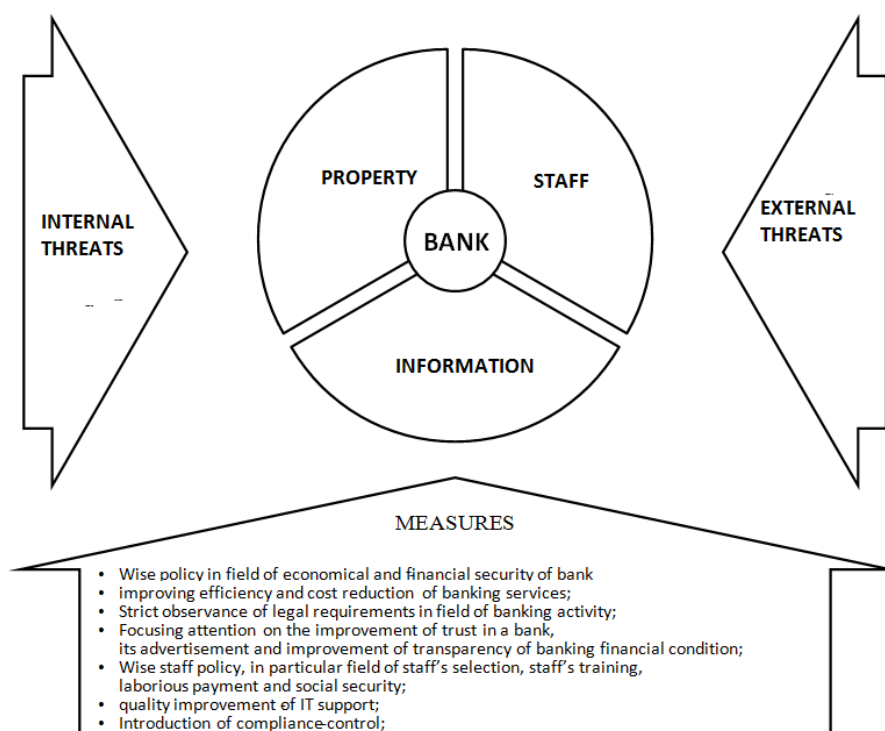 PROPERTY
STAFF
INTERNAL
THREATS
BANK
EXTERNAL
THREATS
INFORMATION
MEASURES
• Wise policy in field of economical and financial security of bank
• improving efficiency and cost reduction of banking services;
• Strict observance of legal requirements in field of banking activity;
• Focusing attention on the improvement of trust in a bank,
its advertisement and improvement of transparency of banking financial condition;
• Wise staff policy, in particular field of staff's selection, staff's training,
laborious payment and social security;
• quality improvement of IT support;
• Introduction of compliance-control;